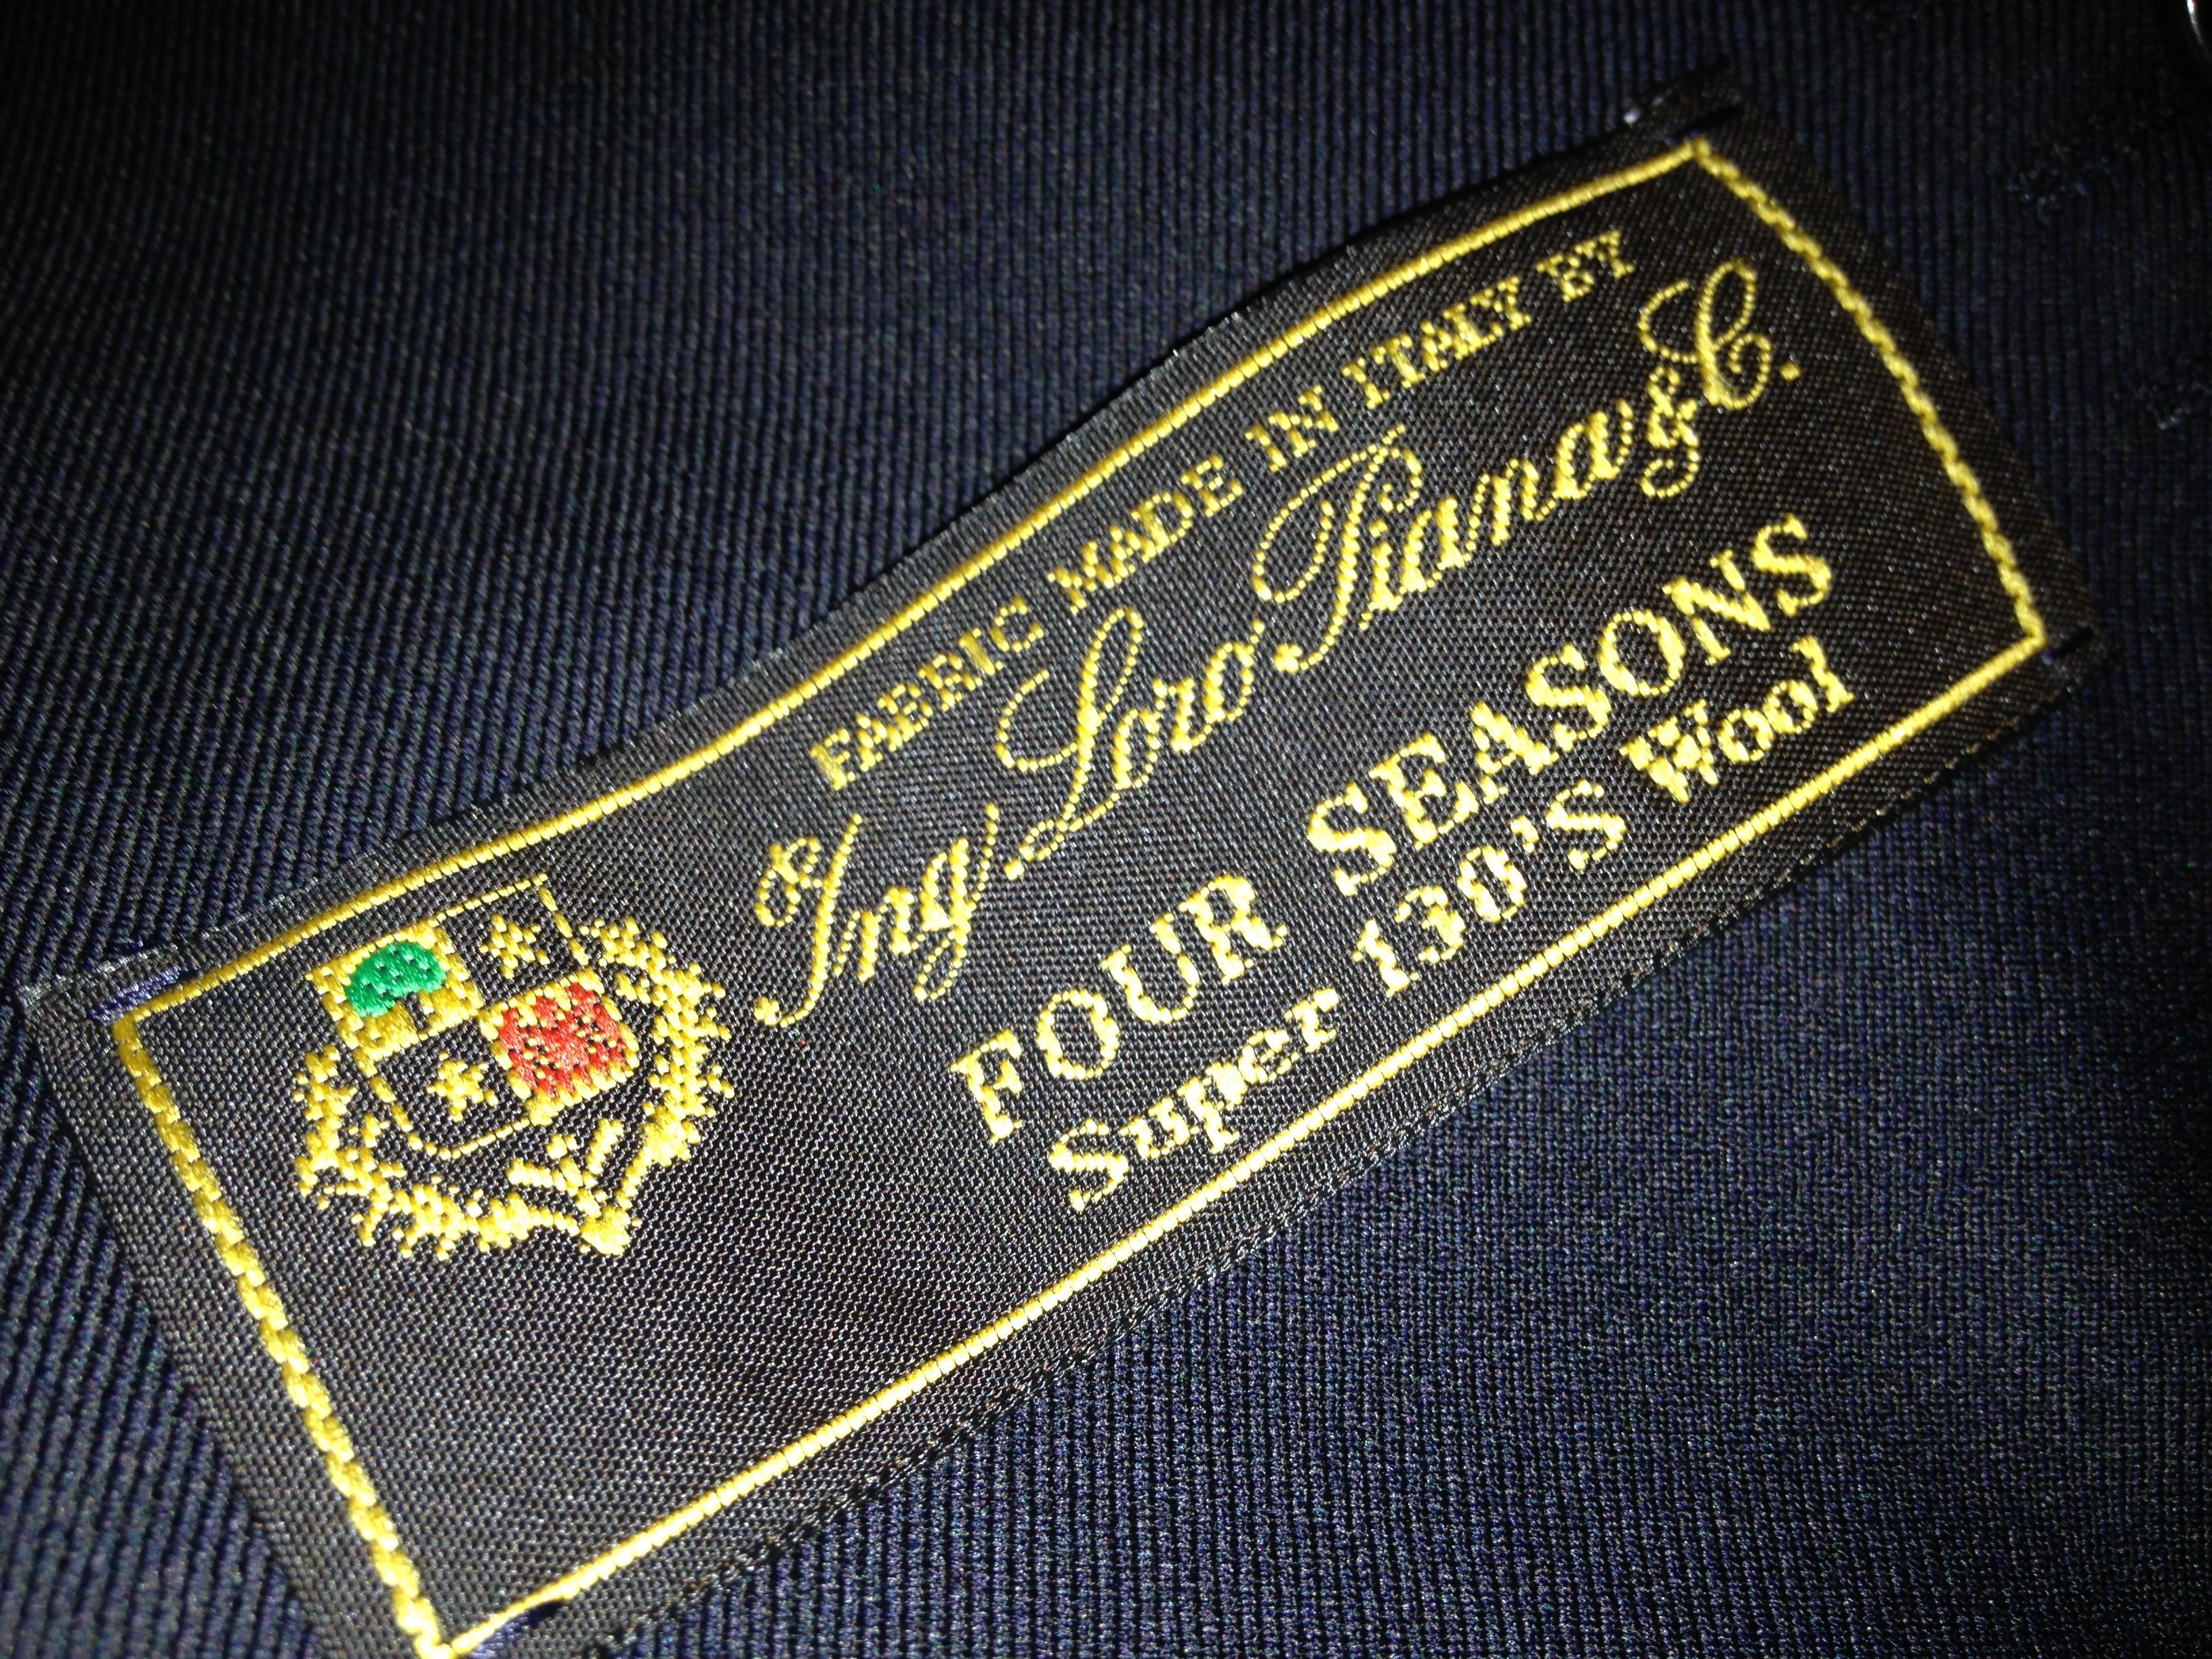 FABRIC MADE IN ITALY BY
Ing. Loro Piana & C.
FOUR SEASONS
Super 130'S Wool